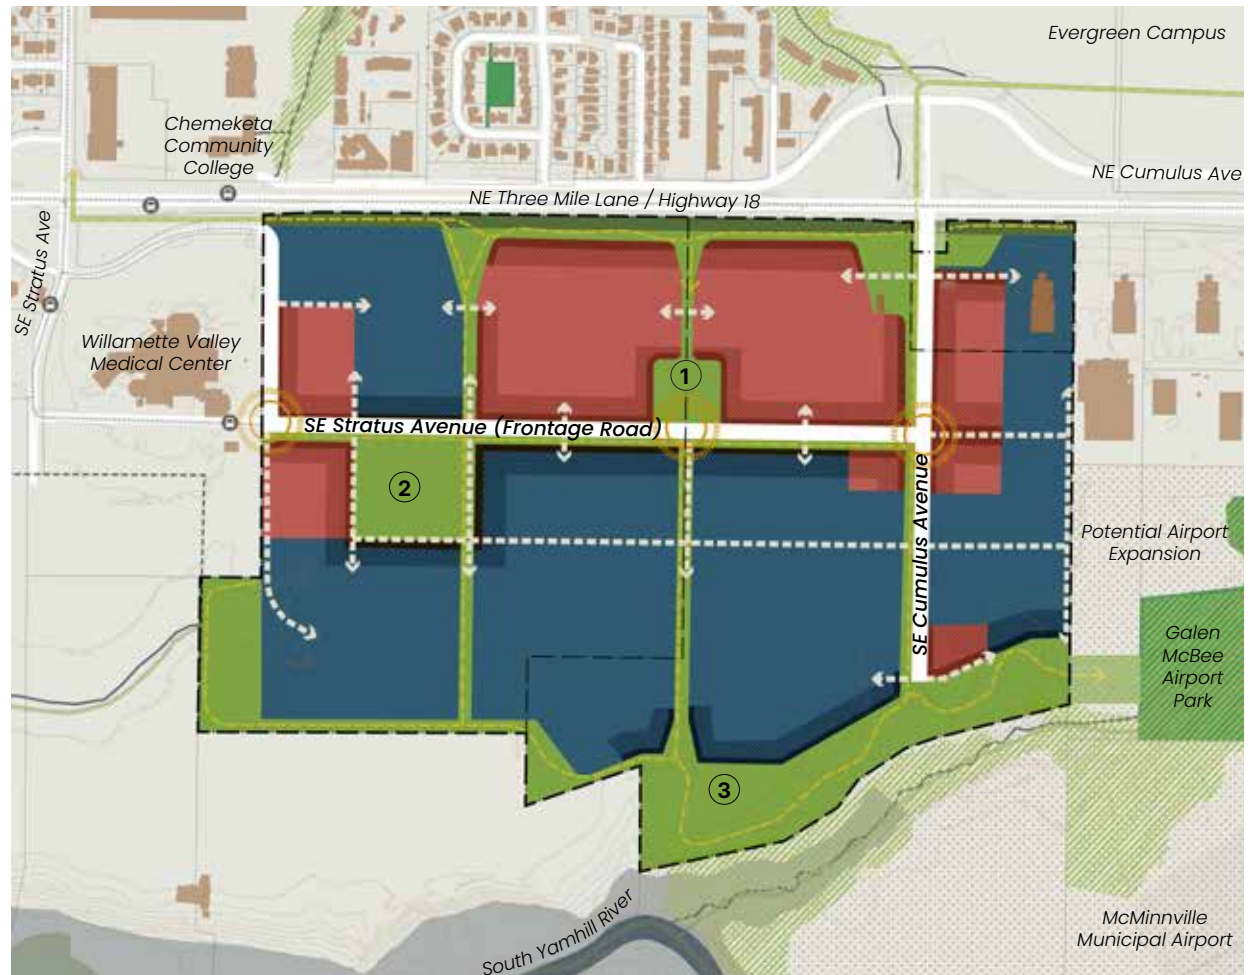 Evergreen Campus
Chemeketa
Community
College
NE Cumulus Ave
NE Three Mile Lane / Highway 18
SE Stratus Ave
Willamette Valley
Medical Center
1
SE Stratus Avenue (Frontage Road)
2
SE Cumulus Avenue
Potential Airport
Expansion
Galen
McBee
Airport
Park
3
South Yamhill River
McMinnville
Municipal Airport